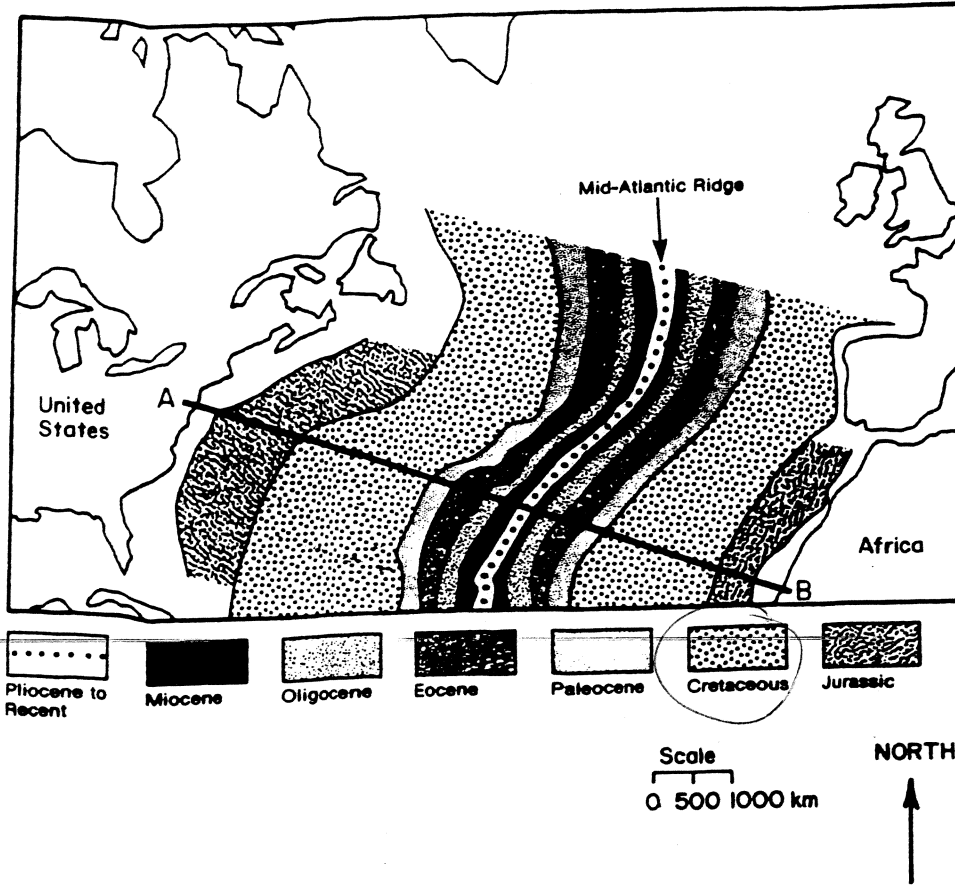 Mid-Atlantic Ridge
United
States
A
B
Africa
Pliocene to
Recent
Miocene
Oligocene
Eocene
Paleocene
Cretaceous
Jurassic
Scale
0 500 1000 km
NORTH